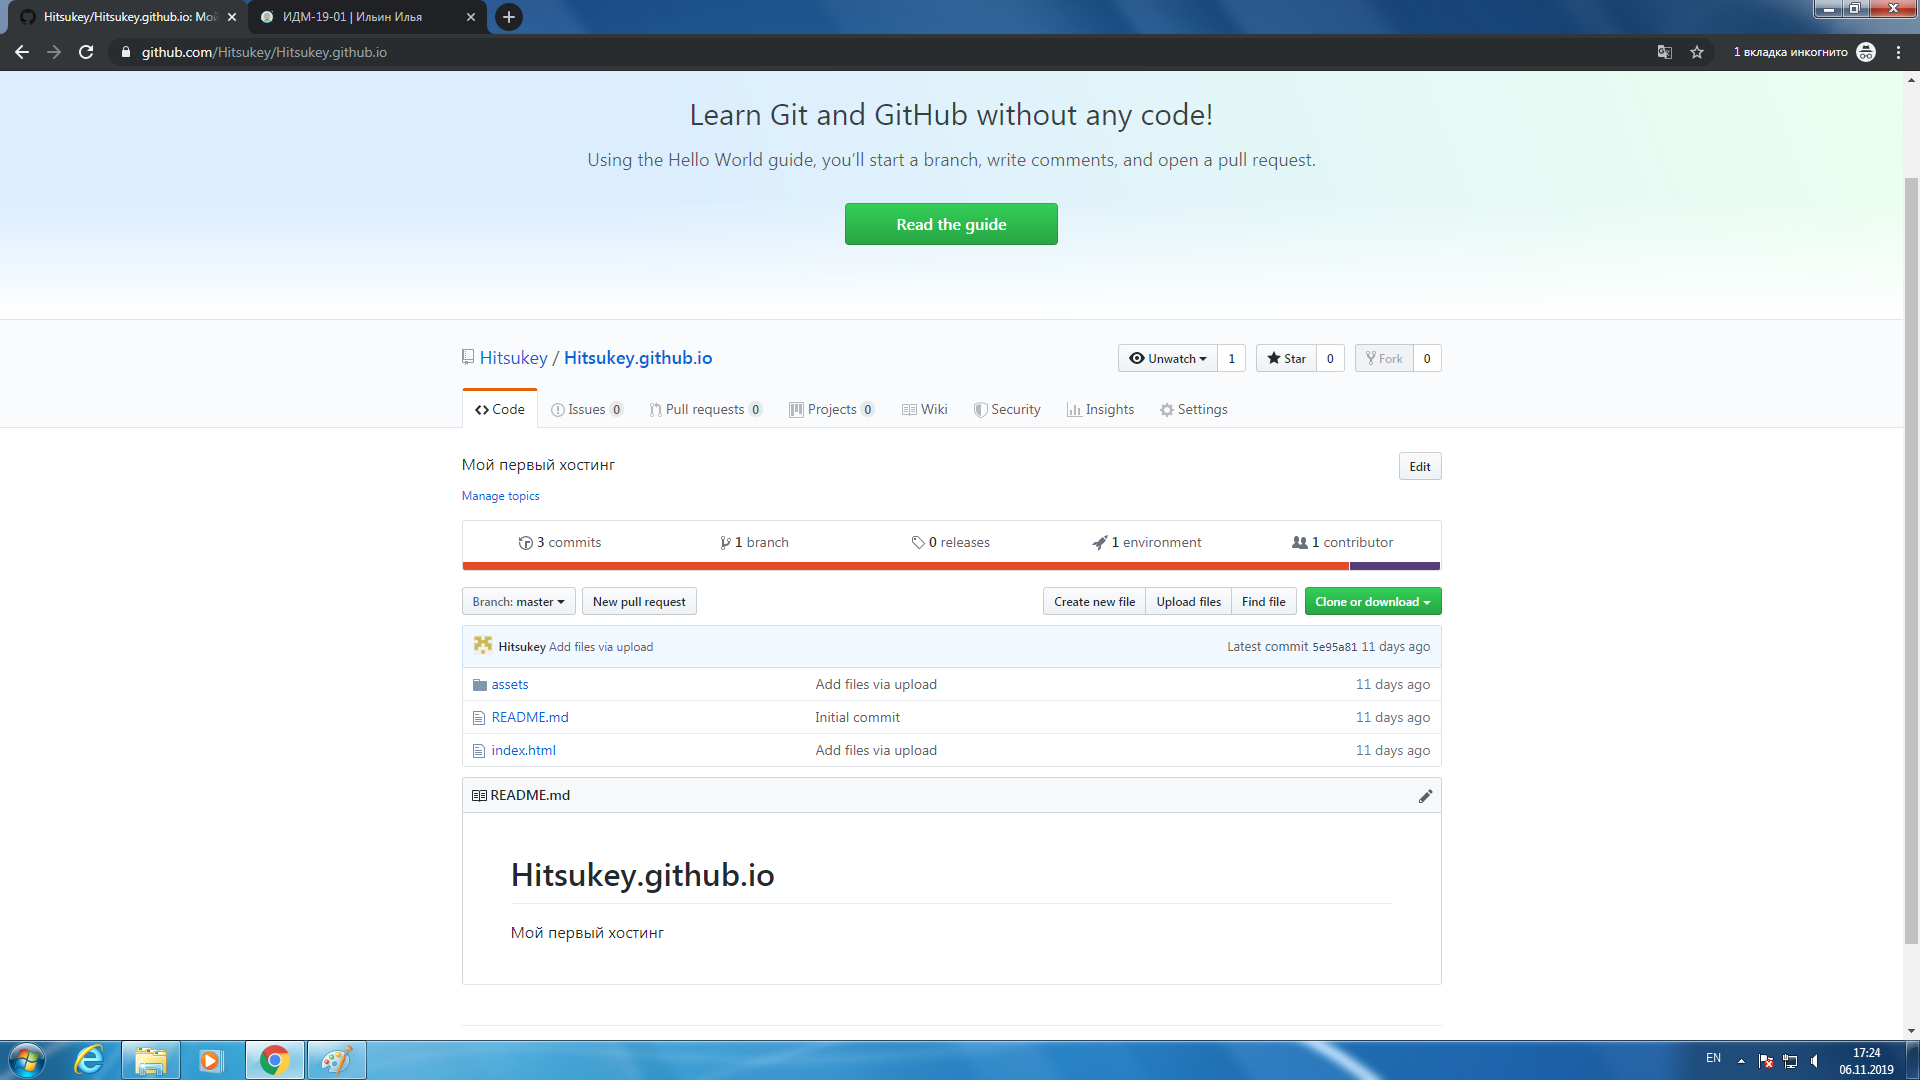 Hitsukey/Hitsukey.github.io: Мой
ИДМ-19-01 | Ильин Илья
github.com/Hitsukey/Hitsukey.github.io
1 вкладка инкогнито
Learn Git and GitHub without any code!
Using the Hello World guide, you’ll start a branch, write comments, and open a pull request.
Read the guide
Hitsukey / Hitsukey.github.io
Unwatch 1 Star 0 Fork 0
Code Issues 0 Pull requests 0 Projects 0 Wiki Security Insights Settings
Мой первый хостинг
Edit
Manage topics
3 commits 1 branch 0 releases 1 environment 1 contributor
Branch: master New pull request Create new file Upload files Find file Clone or download
Hitsukey Add files via upload Latest commit 5e95a81 11 days ago
assets Add files via upload 11 days ago
README.md Initial commit 11 days ago
index.html Add files via upload 11 days ago
README.md
Hitsukey.github.io
Мой первый хостинг
EN
17:24
06.11.2019